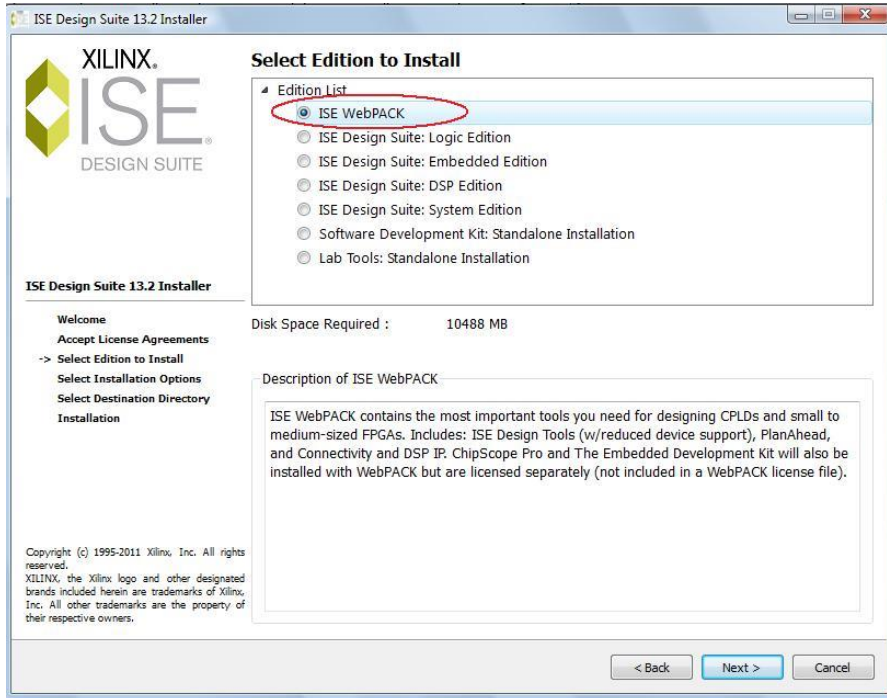 ISE Design Suite 13.2 Installer
XILINX.
ISE
DESIGN SUITE
ISE Design Suite 13.2 Installer
Welcome
Accept License Agreements
-> Select Edition to Install
Select Installation Options
Select Destination Directory
Installation
Copyright (c) 1995-2011 Xilinx, Inc. All rights
reserved.
XILINX, the Xilinx logo and other designated
brands included herein are trademarks of Xilinx,
Inc. All other trademarks are the property of
their respective owners.
Select Edition to Install
Edition List
ISE WebPACK
ISE Design Suite: Logic Edition
ISE Design Suite: Embedded Edition
ISE Design Suite: DSP Edition
ISE Design Suite: System Edition
Software Development Kit: Standalone Installation
Lab Tools: Standalone Installation
Disk Space Required : 10488 MB
Description of ISE WebPACK
ISE WebPACK contains the most important tools you need for designing CPLDs and small to
medium-sized FPGAs. Includes: ISE Design Tools (w/reduced device support), PlanAhead,
and Connectivity and DSP IP. ChipScope Pro and The Embedded Development Kit will also be
installed with WebPACK but are licensed separately (not included in a WebPACK license file).
< Back Next > Cancel